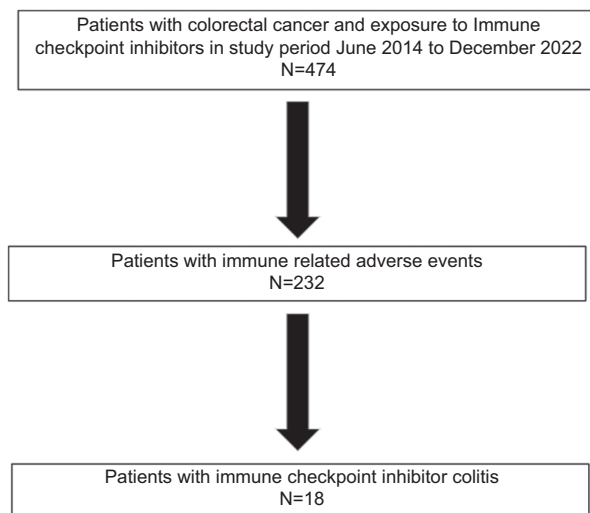 Patients with colorectal cancer and exposure to Immune
checkpoint inhibitors in study period June 2014 to December 2022
N=474
Patients with immune related adverse events
N=232
Patients with immune checkpoint inhibitor colitis
N=18